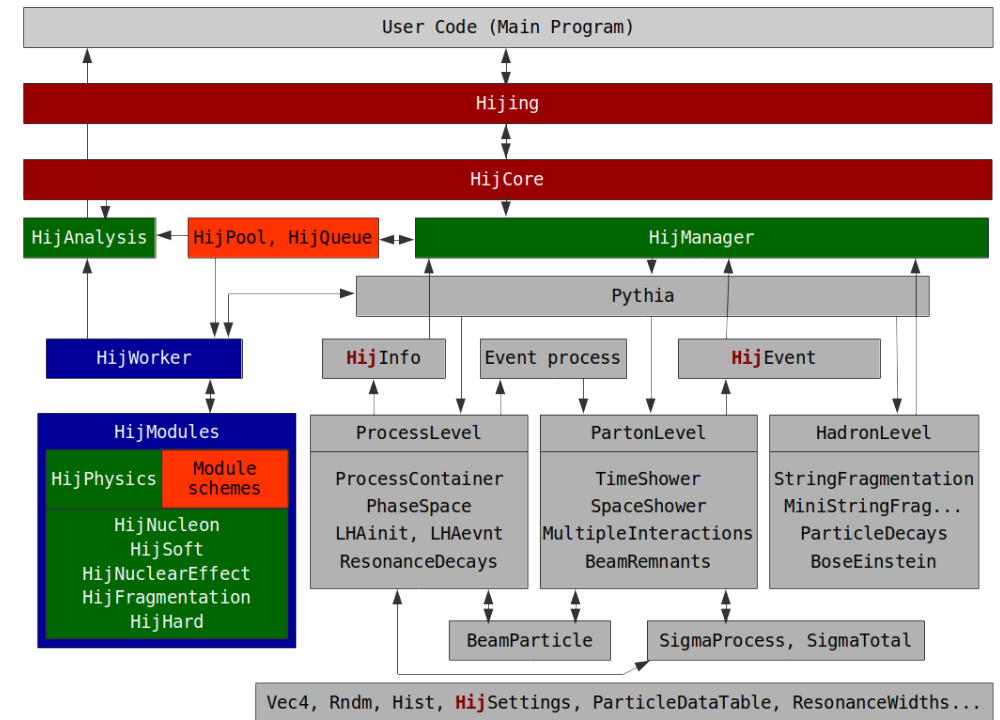 User Code (Main Program)
Hijing
HijCore
HijAnalysis
HijPool, HijQueue
HijManager
Pythia
HijWorker
HijInfo
Event process
HijEvent
HijModules
HijPhysics
Module
schemes
HijNucleon
HijSoft
HijNuclearEffect
HijFragmentation
HijHard
ProcessLevel
ProcessContainer
PhaseSpace
LHAinit, LHAevnt
ResonanceDecays
PartonLevel
TimeShower
SpaceShower
MultipleInteractions
BeamRemnants
HadronLevel
StringFragmentation
MiniStringFrag...
ParticleDecays
BoseEinstein
BeamParticle
SigmaProcess, SigmaTotal
Vec4, Rndm, Hist, HijSettings, ParticleDataTable, ResonanceWidths...